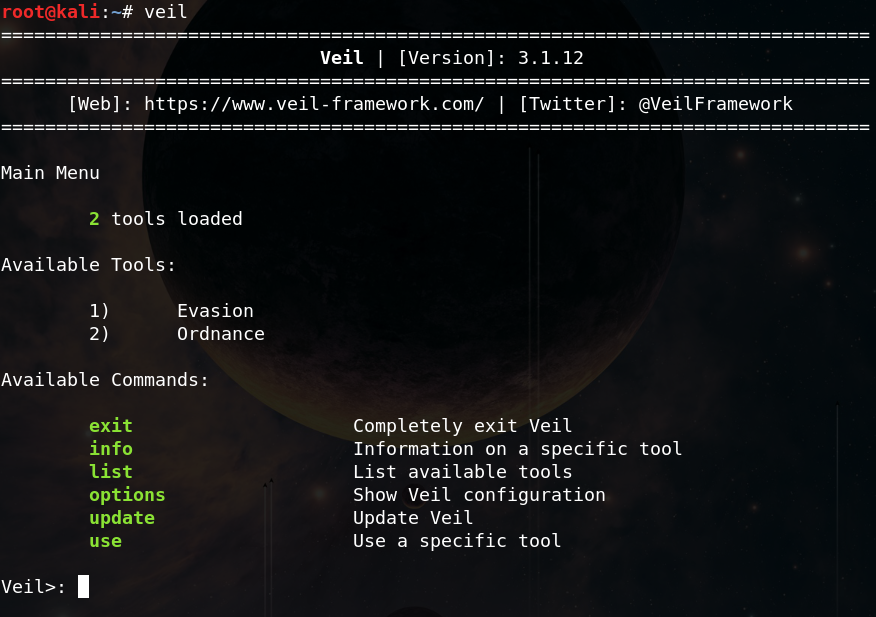 root@kali:~# veil
===============================================================================
Veil | [Version]: 3.1.12
===============================================================================
[Web]: https://www.veil-framework.com/ | [Twitter]: @VeilFramework
===============================================================================
Main Menu
2 tools loaded
Available Tools:
1) Evasion
2) Ordnance
Available Commands:
exit Completely exit Veil
info Information on a specific tool
list List available tools
options Show Veil configuration
update Update Veil
use Use a specific tool
Veil>: